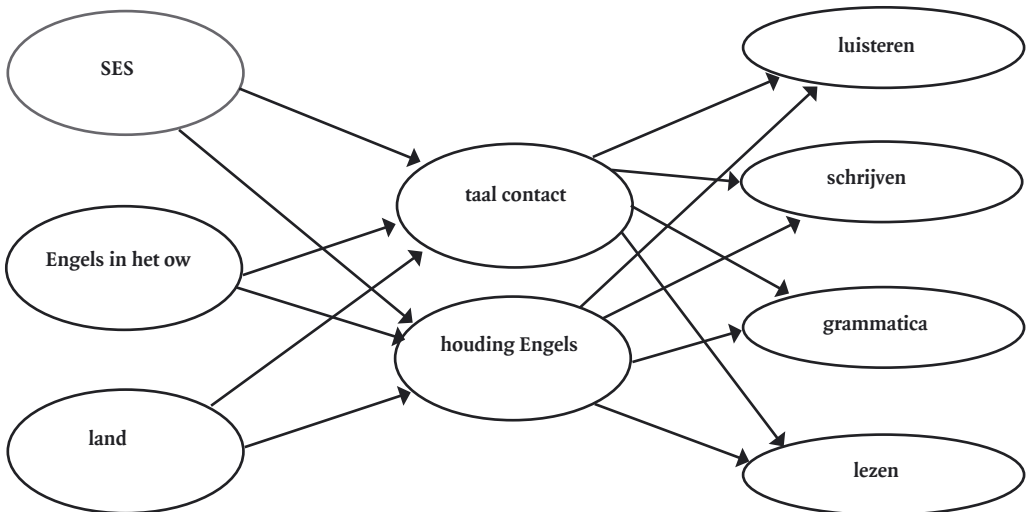 SES
Engels in het ow
land
taal contact
houding Engels
luisteren
schrijven
grammatica
lezen